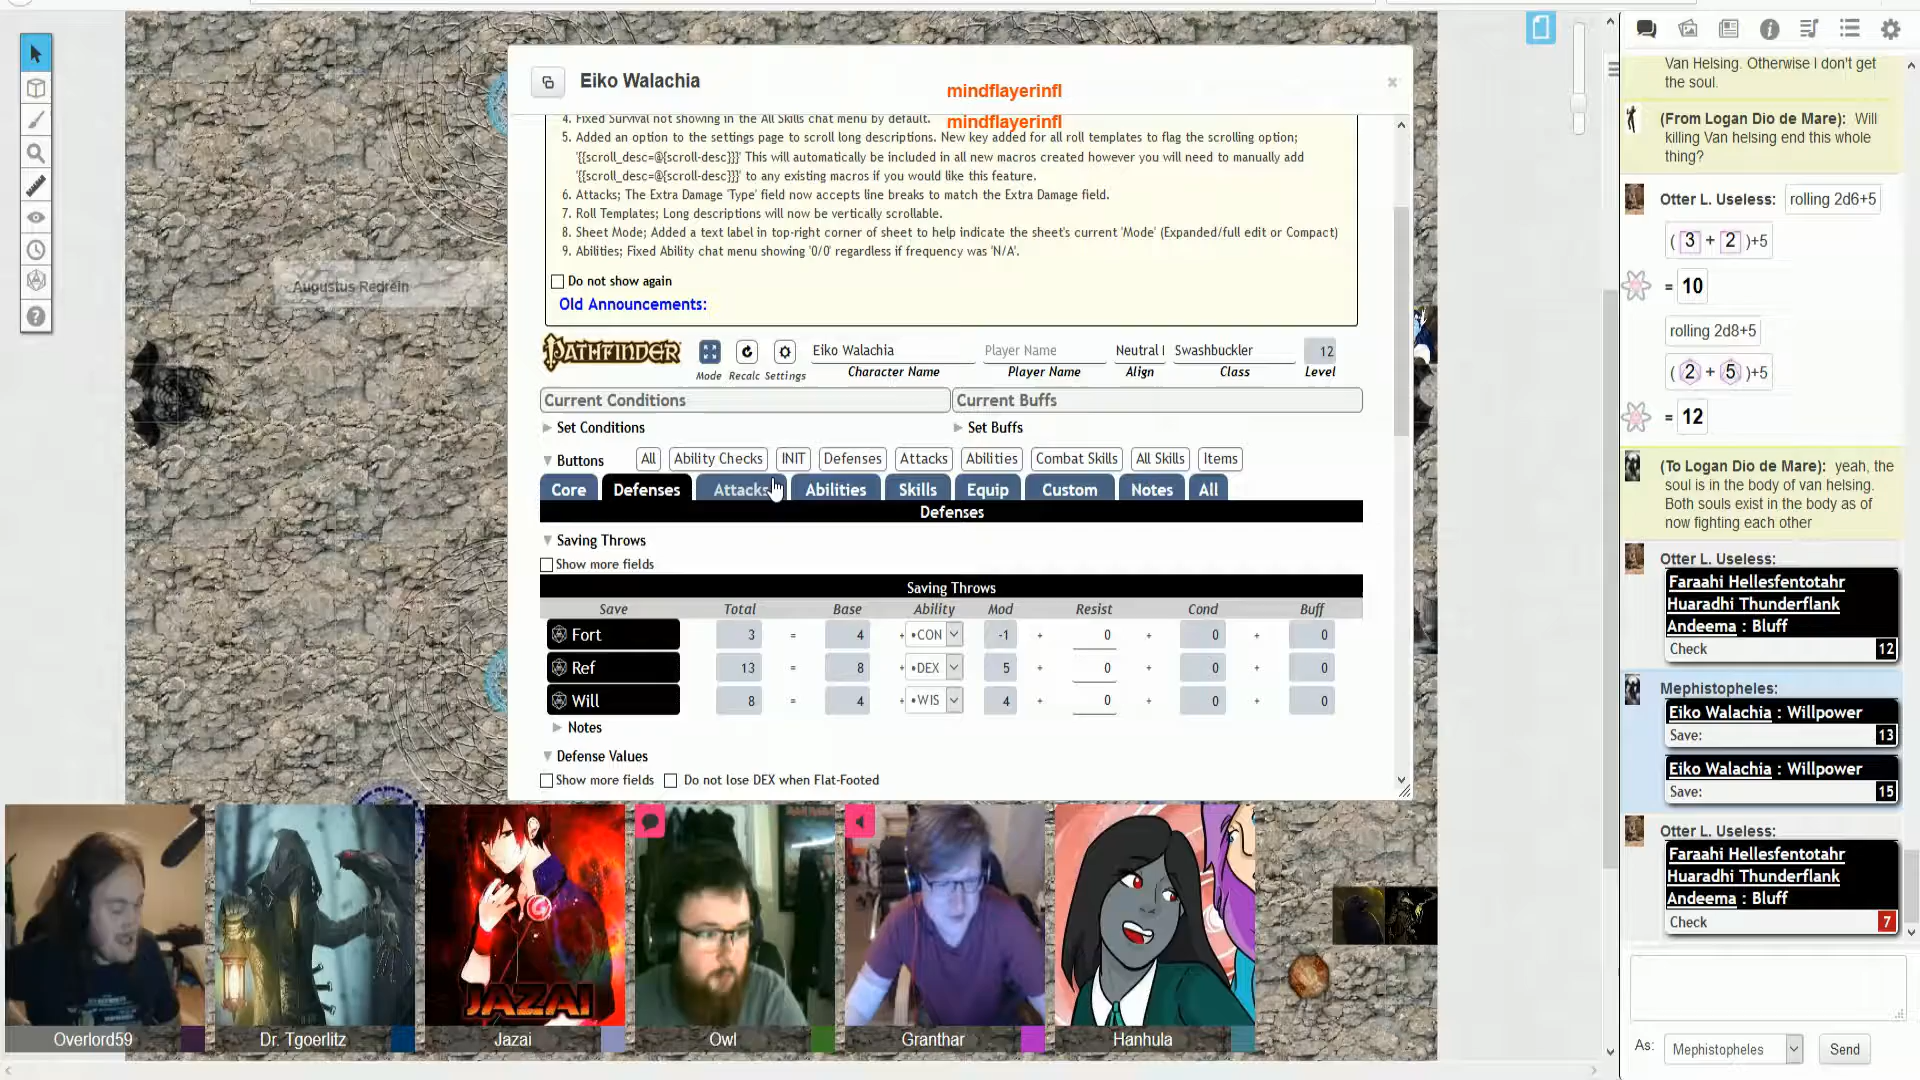 Eiko Walachia
mindflayerinfl
mindflayerinfl
4. Fixed Survival not showing in the All Skills chat menu by default.
5. Added an option to the settings page to scroll long descriptions. New key added for all roll templates to flag the scrolling option;
'{{scroll_desc=@{scroll-desc}}}' This will automatically be included in all new macros created however you will need to manually add
'{{scroll_desc=@{scroll-desc}}}' to any existing macros if you would like this feature.
6. Attacks; The Extra Damage 'Type' field now accepts line breaks to match the Extra Damage field.
7. Roll Templates; Long descriptions will now be vertically scrollable.
8. Sheet Mode; Added a text label in top-right corner of sheet to help indicate the sheet's current 'Mode' (Expanded/full edit or Compact)
9. Abilities; Fixed Ability chat menu showing '0/0' regardless if frequency was 'N/A'.
Do not show again
Old Announcements:
Augustus Redrein
PATHFINDER
Mode Recalc Settings
Eiko Walachia Player Name Neutral Swashbuckler 12
Character Name Player Name Align Class Level
Current Conditions Current Buffs
Set Conditions Set Buffs
Buttons All Ability Checks INIT Defenses Attacks Abilities Combat Skills All Skills Items
Core Defenses Attacks Abilities Skills Equip Custom Notes All
Defenses
Saving Throws
Show more fields
Saving Throws
Save Total Base Ability Mod Resist Cond Buff
Fort 3 = 4 + •CON -1 + 0 + 0 + 0
Ref 13 = 8 + •DEX 5 + 0 + 0 + 0
Will 8 = 4 + •WIS 4 + 0 + 0 + 0
Notes
Defense Values
Show more fields Do not lose DEX when Flat-Footed
Van Helsing. Otherwise I don't get
the soul.
(From Logan Dio de Mare): Will
killing Van helsing end this whole
thing?
Otter L. Useless: rolling 2d6+5
(3 + 2)+5
= 10
rolling 2d8+5
(2 + 5)+5
= 12
(To Logan Dio de Mare): yeah, the
soul is in the body of van helsing.
Both souls exist in the body as of
now fighting each other
Otter L. Useless:
Faraahi Hellesfentotahr
Huaradhi Thunderflank
Andeema : Bluff
Check 12
Mephistopheles:
Eiko Walachia : Willpower
Save: 13
Eiko Walachia : Willpower
Save: 15
Otter L. Useless:
Faraahi Hellesfentotahr
Huaradhi Thunderflank
Andeema : Bluff
Check 7
As: Mephistopheles Send
JAZAI
Overlord59
Dr. Tgoerlitz
Jazai
Owl
Granthar
Hanhula